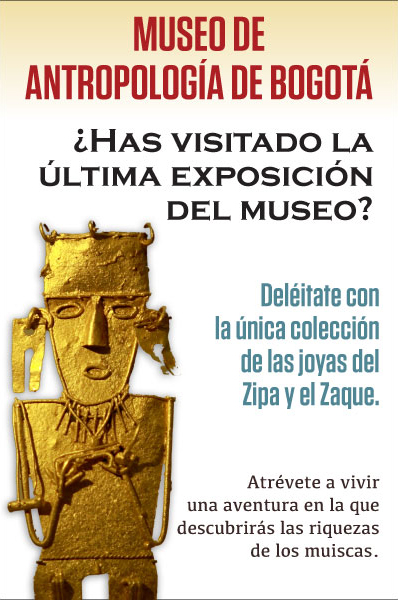 MUSEO DE
ANTROPOLOGÍA DE BOGOTÁ
¿HAS VISITADO LA
ÚLTIMA EXPOSICIÓN
DEL MUSEO?
Deléitate con
la única colección
de las joyas del
Zipa y el Zaque.
Atrévete a vivir
una aventura en la que
descubrirás las riquezas
de los muiscas.